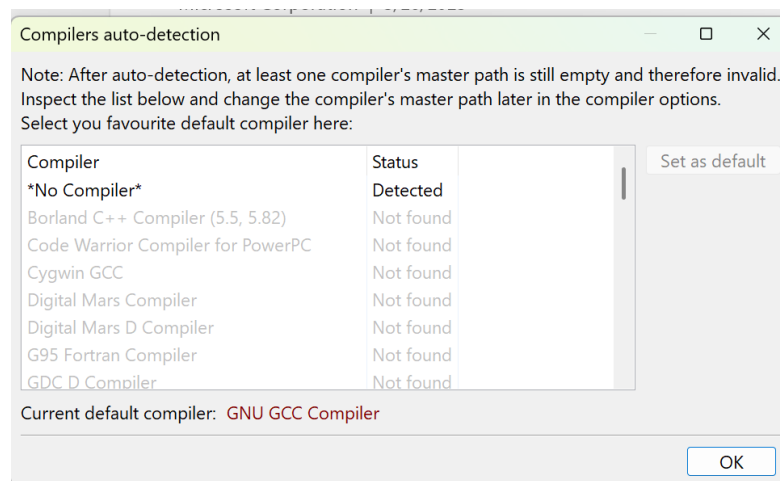 Compilers auto-detection
Note: After auto-detection, at least one compiler's master path is still empty and therefore invalid.
Inspect the list below and change the compiler's master path later in the compiler options.
Select you favourite default compiler here:
Compiler Status
Set as default
*No Compiler* Detected
Borland C++ Compiler (5.5, 5.82) Not found
Code Warrior Compiler for PowerPC Not found
Cygwin GCC Not found
Digital Mars Compiler Not found
Digital Mars D Compiler Not found
G95 Fortran Compiler Not found
GDC D Compiler Not found
Current default compiler: GNU GCC Compiler
OK